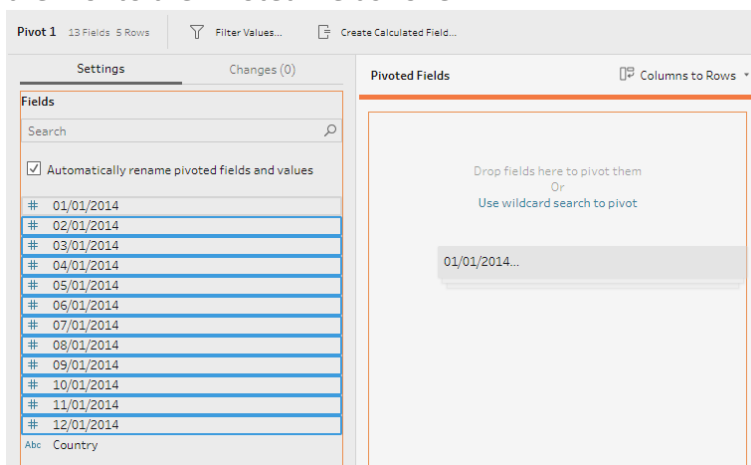 Pivot 1 13 Fields 5 Rows Filter Values... Create Calculated Field...
Settings Changes (0)
Pivoted Fields Columns to Rows
Fields
Search
Automatically rename pivoted fields and values
# 01/01/2014
# 02/01/2014
# 03/01/2014
# 04/01/2014
# 05/01/2014
# 06/01/2014
# 07/01/2014
# 08/01/2014
# 09/01/2014
# 10/01/2014
# 11/01/2014
# 12/01/2014
Abc Country
Drop fields here to pivot them
Or
Use wildcard search to pivot
01/01/2014...